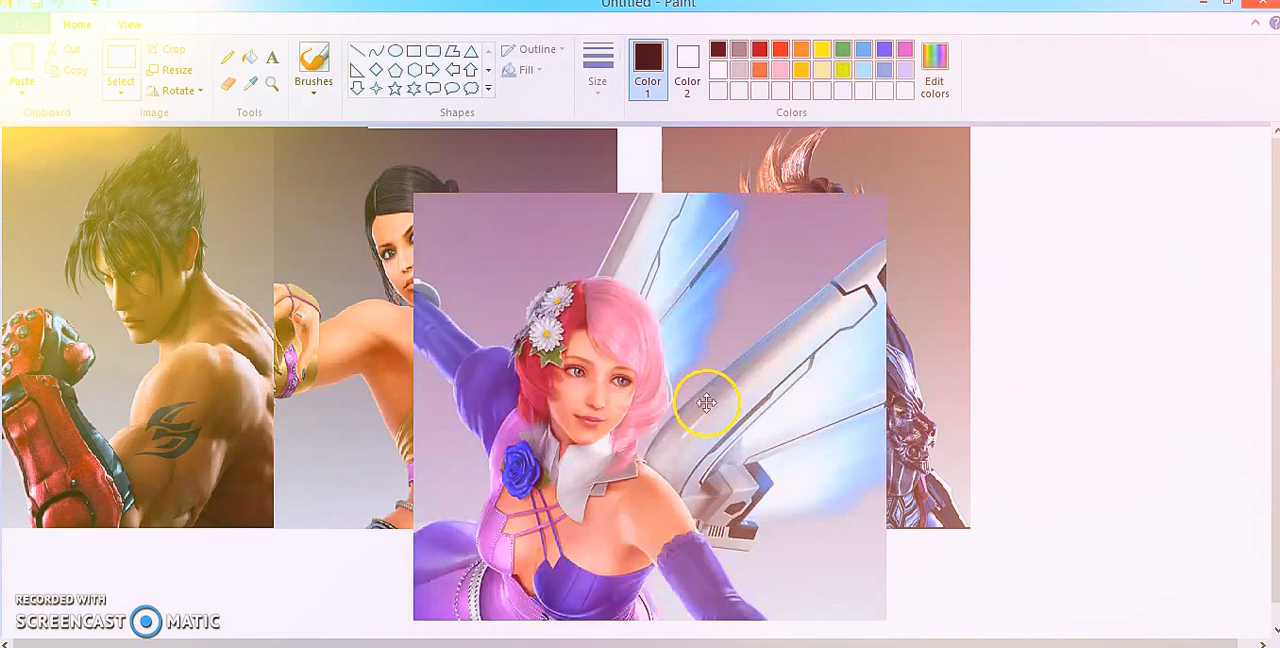 Untitled - Paint
Home View
Cut
Copy
Paste
Clipboard
Crop
Resize
Rotate
Select
Image
Tools
Brushes
Outline
Fill
Shapes
Size
Color 1
Color 2
Edit colors
Colors
RECORDED WITH
SCREENCAST MATIC